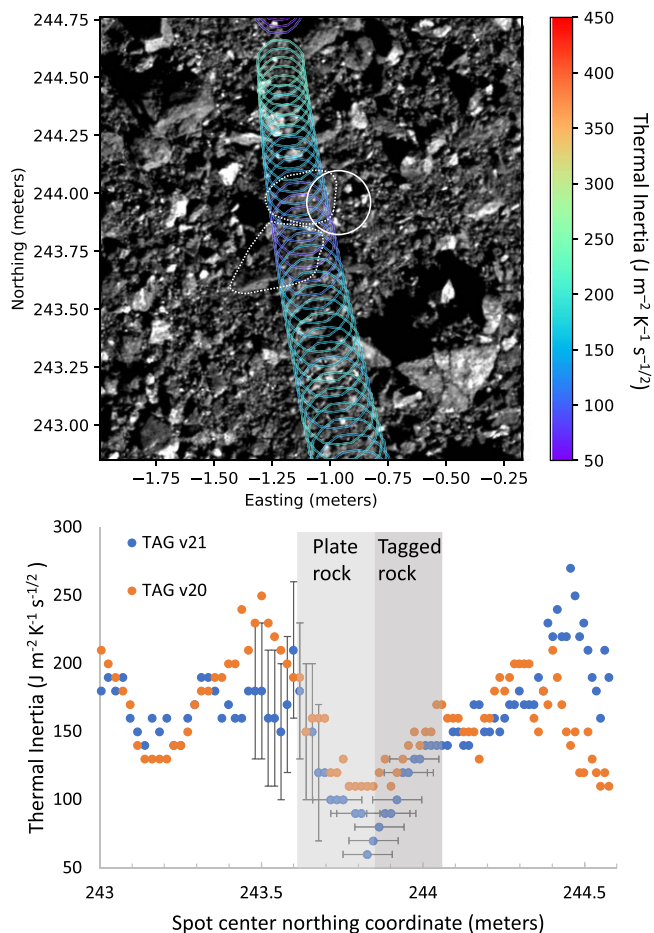 244.75
244.50
244.25
244.00
243.75
243.50
243.25
243.00
Northing (meters)
−1.75 −1.50 −1.25 −1.00 −0.75 −0.50 −0.25
Easting (meters)
450
400
350
300
250
200
150
100
50
Thermal Inertia (J m⁻² K⁻¹ s⁻¹/²)
300
250
200
150
100
50
Thermal Inertia (J m⁻² K⁻¹ s⁻¹/²)
TAG v21
TAG v20
Plate rock
Tagged rock
243 243.5 244 244.5
Spot center northing coordinate (meters)